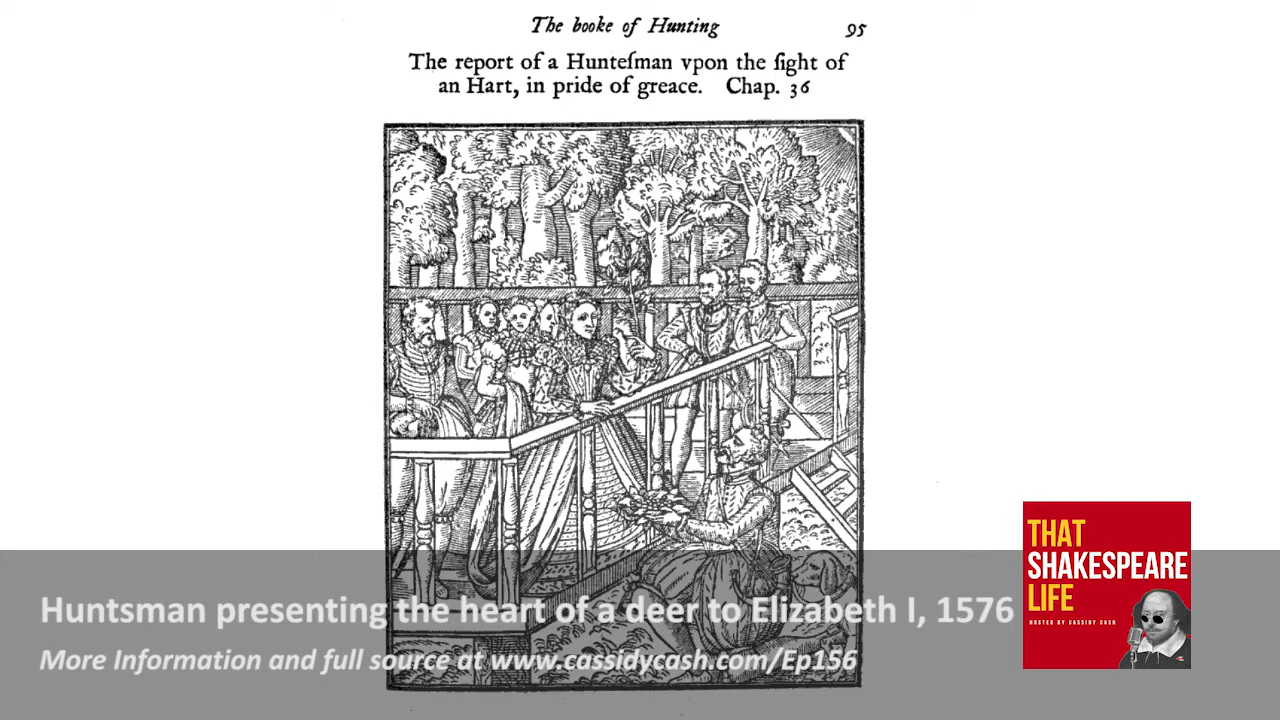 The booke of Hunting 95
The report of a Hunteſman vpon the ſight of
an Hart, in pride of greace. Chap. 36
Huntsman presenting the heart of a deer to Elizabeth I, 1576
More Information and full source at www.cassidycash.com/Ep156
THAT
SHAKESPEARE
LIFE
HOSTED BY CASSIDY CASH